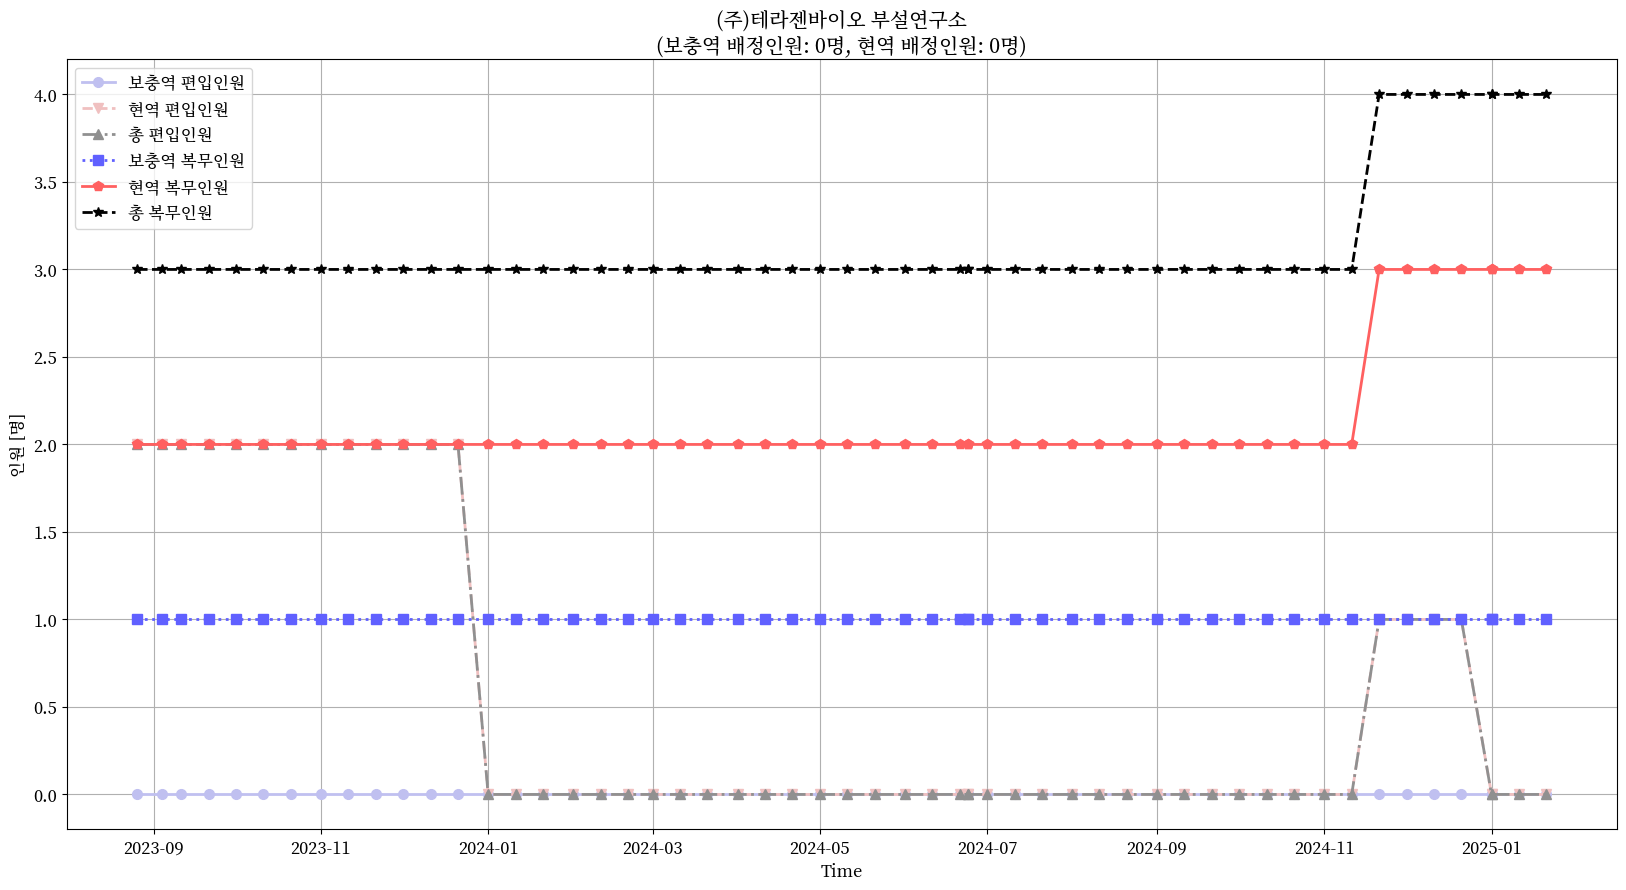 (주)테라젠바이오 부설연구소
(보충역 배정인원: 0명, 현역 배정인원: 0명)
보충역 편입인원
현역 편입인원
총 편입인원
보충역 복무인원
현역 복무인원
총 복무인원
4.0
3.5
3.0
2.5
2.0
1.5
1.0
0.5
0.0
인원 [명]
2023-09
2023-11
2024-01
2024-03
2024-05
2024-07
2024-09
2024-11
2025-01
Time